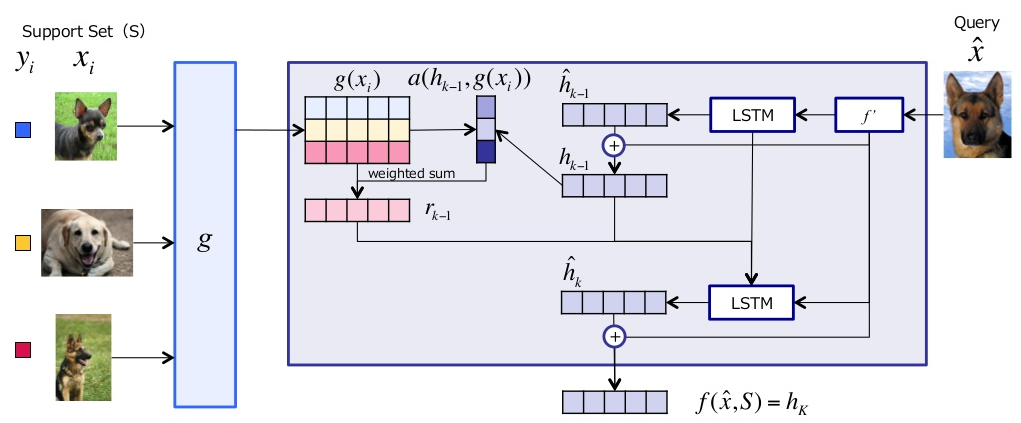 Support Set (S)
y_i x_i
g
g(x_i)
a(h_{k-1}, g(x_i))
weighted sum
r_{k-1}
ĥ_{k-1}
h_{k-1}
LSTM
f'
Query
x̂
+
ĥ_k
LSTM
+
f(x̂, S) = h_K